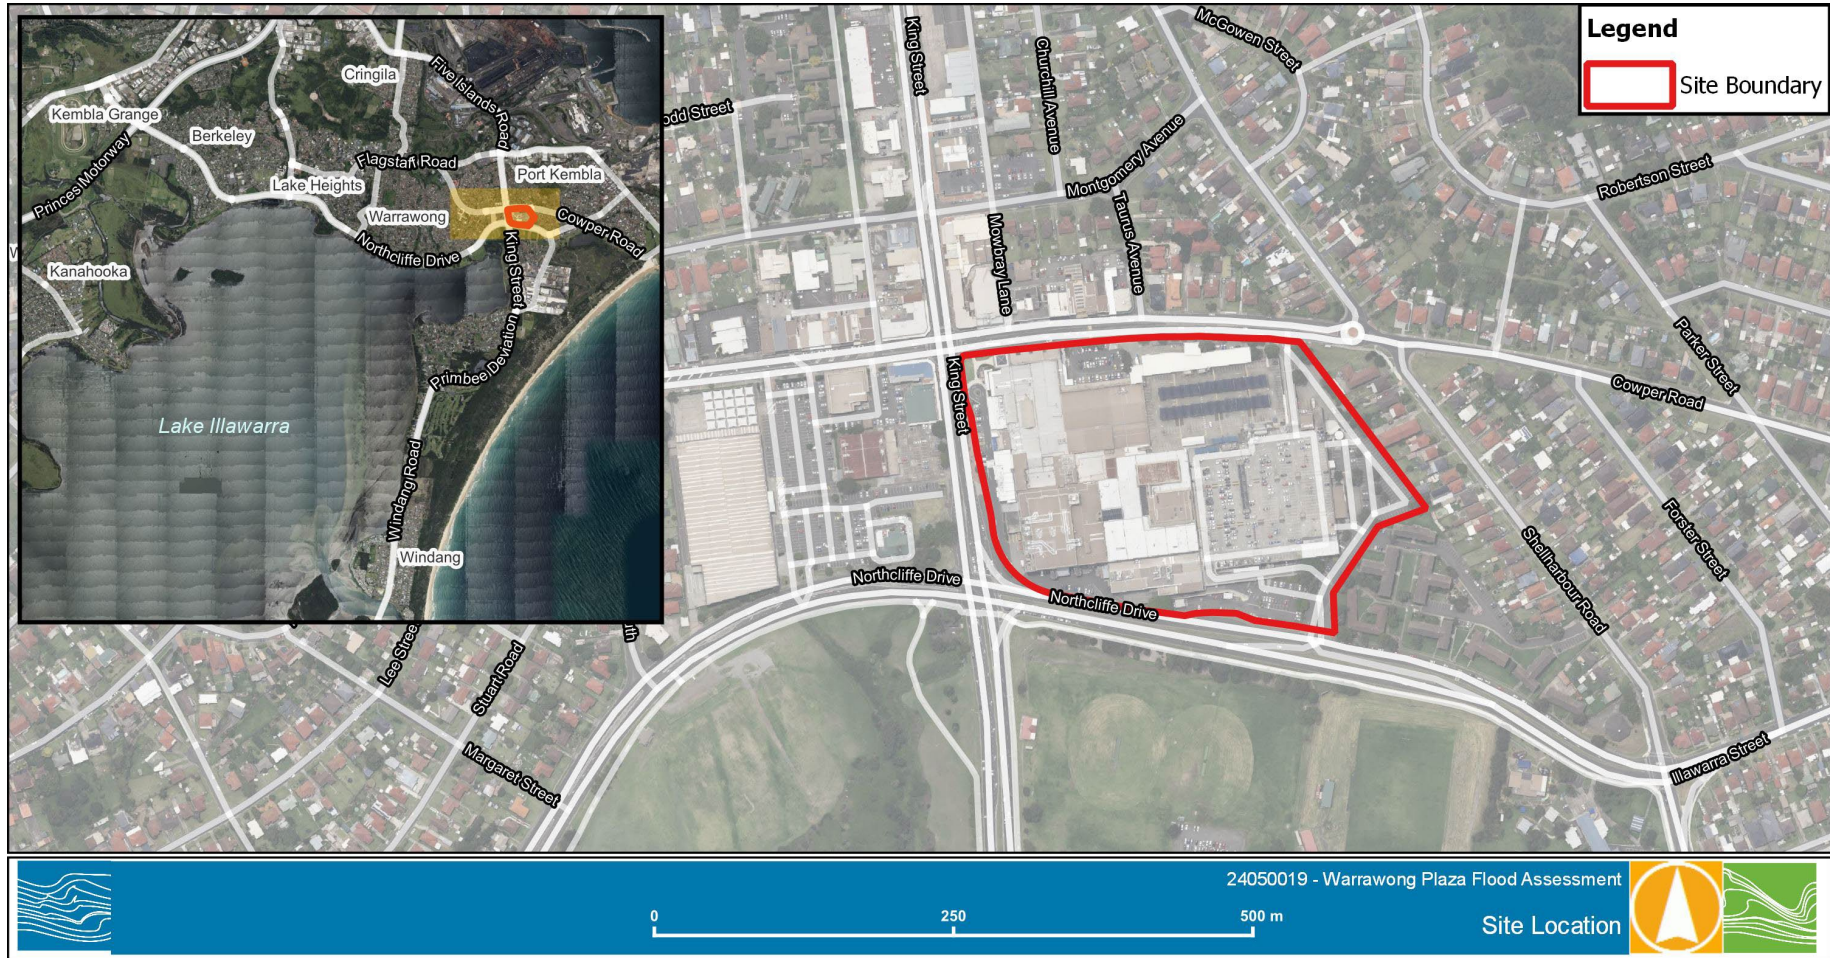 Legend
Site Boundary
Cringila
Five Islands Road
Kembla Grange
Berkeley
Princes Motorway
Flagstaff Road
Lake Heights
Port Kembla
Warrawong
Cowper Road
Northcliffe Drive
King Street
Kanahooka
Primbee Deviation
Lake Illawarra
Windang Road
Windang
King Street
Churchill Avenue
McGowen Street
odd Street
Montgomery Avenue
Robertson Street
Taurus Avenue
Mowbray Lane
Parker Street
King Street
Cowper Road
Forster Street
Shellharbour Road
Northcliffe Drive
Northcliffe Drive
uth
Lee Street
Stuart Road
Margaret Street
Illawarra Street
24050019 - Warrawong Plaza Flood Assessment
0 250 500 m
Site Location